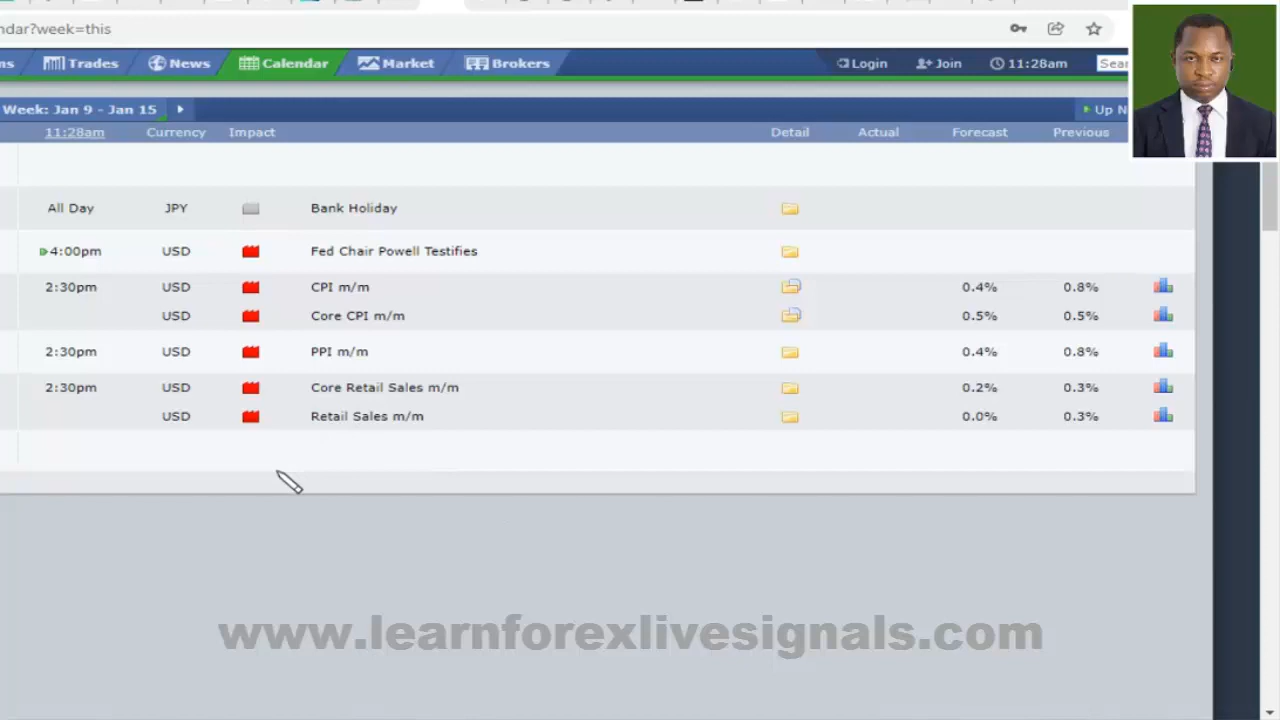 ndar?week=this
ns Trades News Calendar Market Brokers Login Join 11:28am Sear
Week: Jan 9 - Jan 15 Up N
11:28am Currency Impact Detail Actual Forecast Previous
All Day JPY Bank Holiday
4:00pm USD Fed Chair Powell Testifies
2:30pm USD CPI m/m 0.4% 0.8%
USD Core CPI m/m 0.5% 0.5%
2:30pm USD PPI m/m 0.4% 0.8%
2:30pm USD Core Retail Sales m/m 0.2% 0.3%
USD Retail Sales m/m 0.0% 0.3%
www.learnforexlivesignals.com